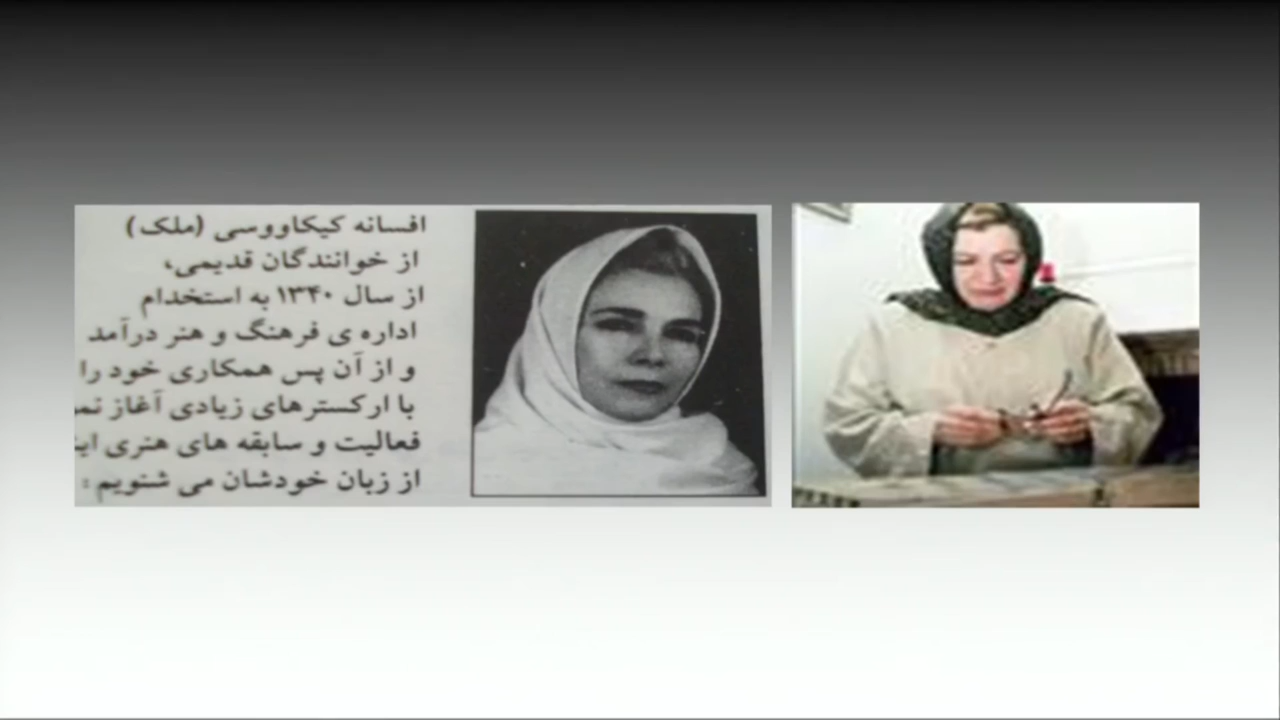 افسانه کیکاووسی (ملک)
از خوانندگان قدیمی،
از سال ۱۳۴۰ به استخدام
اداره ی فرهنگ و هنر درآمد
و از آن پس همکاری خود را
با ارکسترهای زیادی آغاز
فعالیت و سابقه های هنری
از زبان خودشان می شنویم :